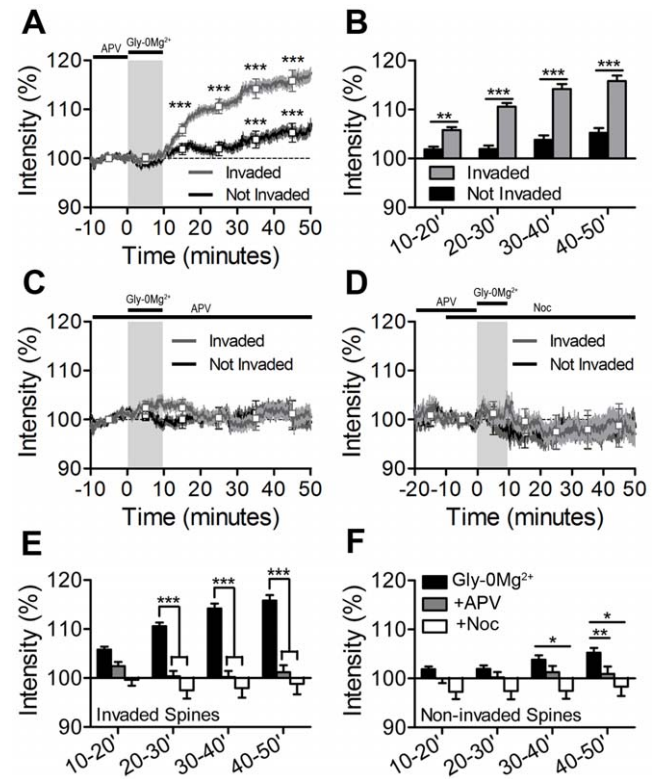 A
APV
Gly-0Mg²⁺
Intensity (%)
120
110
100
90
***
***
***
***
***
***
Invaded
Not Invaded
-10 0 10 20 30 40 50
Time (minutes)
B
Intensity (%)
120
110
100
90
**
***
***
***
Invaded
Not Invaded
10-20'
20-30'
30-40'
40-50'
C
Gly-0Mg²⁺
APV
Intensity (%)
120
110
100
90
Invaded
Not Invaded
-10 0 10 20 30 40 50
Time (minutes)
D
Gly-0Mg²⁺
APV
Noc
Intensity (%)
120
110
100
90
Invaded
Not Invaded
-20 -10 0 10 20 30 40 50
Time (minutes)
E
Intensity (%)
120
110
100
90
***
***
***
Invaded Spines
10-20'
20-30'
30-40'
40-50'
F
Intensity (%)
120
110
100
90
Gly-0Mg²⁺
+APV
+Noc
*
*
**
Non-invaded Spines
10-20'
20-30'
30-40'
40-50'